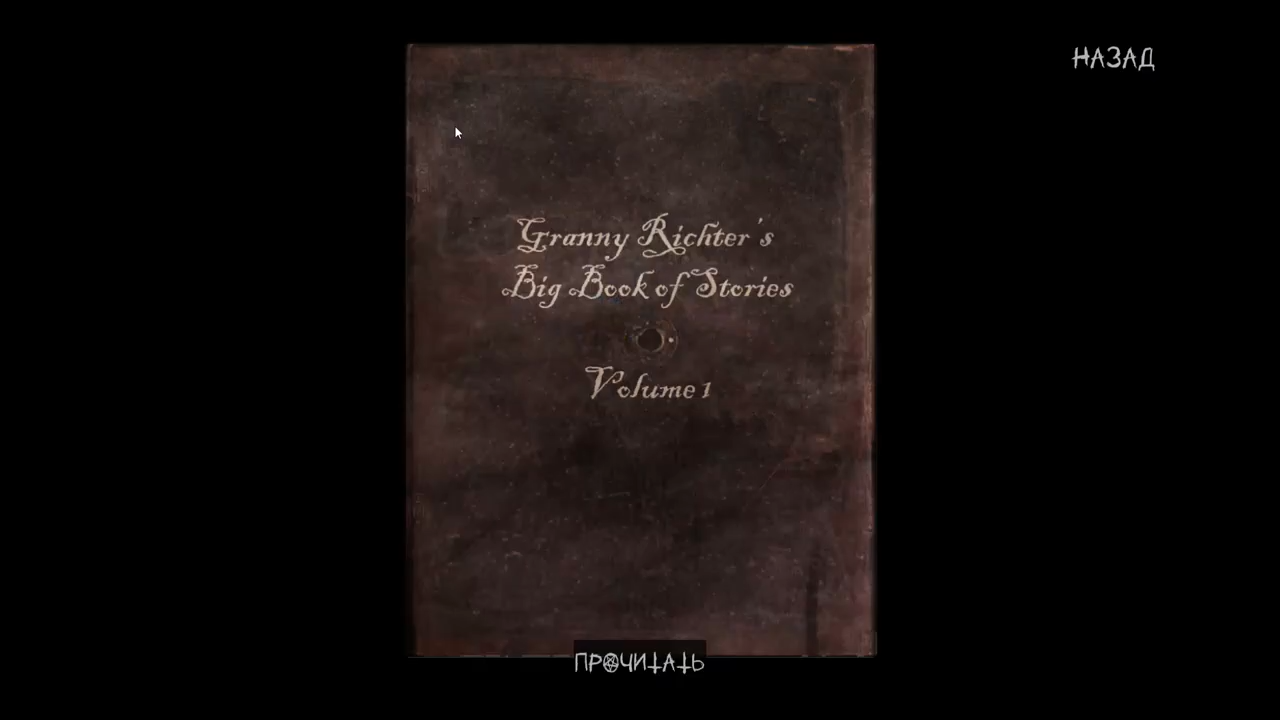 НАЗАД
Granny Richter's
Big Book of Stories
Volume 1
ПРОЧИТАТЬ